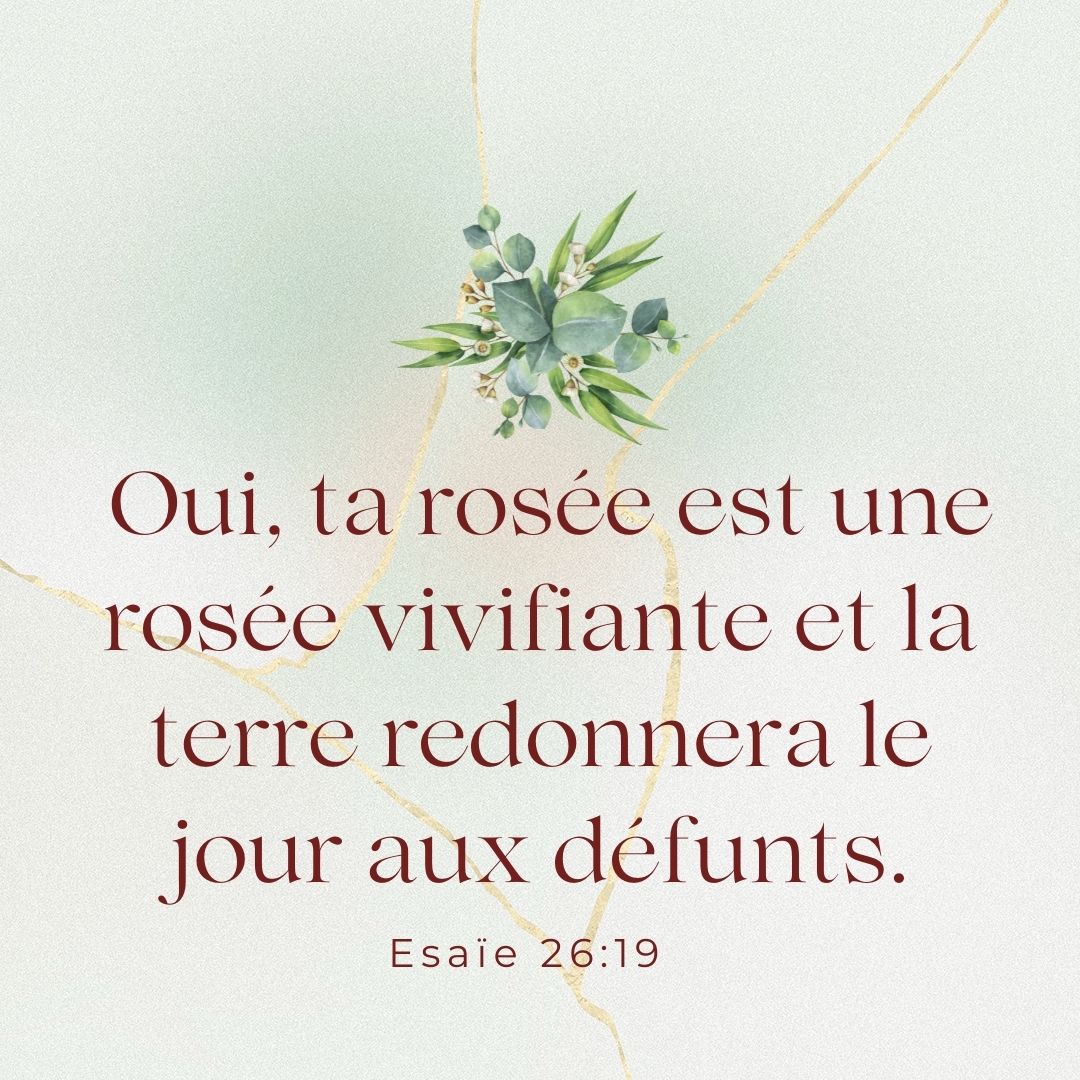 Oui, ta rosée est une
rosée vivifiante et la
terre redonnera le
jour aux défunts.
Esaïe 26:19